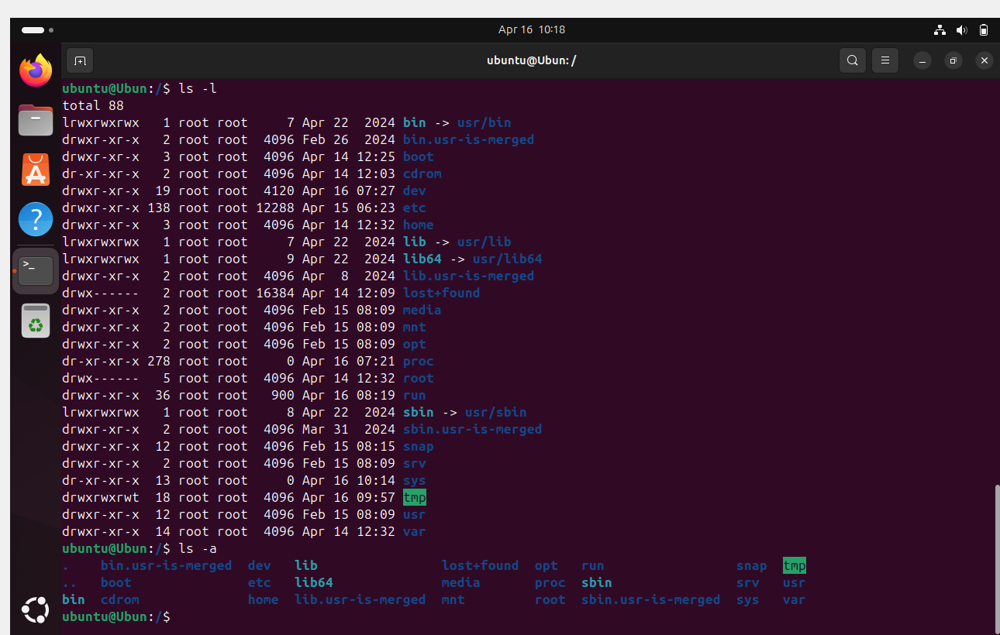 Apr 16 10:18
ubuntu@Ubun: /
ubuntu@Ubun:/$ ls -l
total 88
lrwxrwxrwx   1 root root     7 Apr 22  2024 bin -> usr/bin
drwxr-xr-x   2 root root  4096 Feb 26  2024 bin.usr-is-merged
drwxr-xr-x   3 root root  4096 Apr 14 12:25 boot
dr-xr-xr-x   2 root root  4096 Apr 14 12:03 cdrom
drwxr-xr-x  19 root root  4120 Apr 16 07:27 dev
drwxr-xr-x 138 root root 12288 Apr 15 06:23 etc
drwxr-xr-x   3 root root  4096 Apr 14 12:32 home
lrwxrwxrwx   1 root root     7 Apr 22  2024 lib -> usr/lib
lrwxrwxrwx   1 root root     9 Apr 22  2024 lib64 -> usr/lib64
drwxr-xr-x   2 root root  4096 Apr  8  2024 lib.usr-is-merged
drwx------   2 root root 16384 Apr 14 12:09 lost+found
drwxr-xr-x   2 root root  4096 Feb 15 08:09 media
drwxr-xr-x   2 root root  4096 Feb 15 08:09 mnt
drwxr-xr-x   2 root root  4096 Feb 15 08:09 opt
dr-xr-xr-x 278 root root     0 Apr 16 07:21 proc
drwx------   5 root root  4096 Apr 14 12:32 root
drwxr-xr-x  36 root root   900 Apr 16 08:19 run
lrwxrwxrwx   1 root root     8 Apr 22  2024 sbin -> usr/sbin
drwxr-xr-x   2 root root  4096 Mar 31  2024 sbin.usr-is-merged
drwxr-xr-x  12 root root  4096 Feb 15 08:15 snap
drwxr-xr-x   2 root root  4096 Feb 15 08:09 srv
dr-xr-xr-x  13 root root     0 Apr 16 10:14 sys
drwxrwxrwt  18 root root  4096 Apr 16 09:57 tmp
drwxr-xr-x  12 root root  4096 Feb 15 08:09 usr
drwxr-xr-x  14 root root  4096 Apr 14 12:32 var
ubuntu@Ubun:/$ ls -a
.    bin.usr-is-merged  dev   lib                lost+found  opt   run                 snap  tmp
..   boot               etc   lib64              media       proc  sbin                srv   usr
bin  cdrom              home  lib.usr-is-merged  mnt         root  sbin.usr-is-merged  sys   var
ubuntu@Ubun:/$